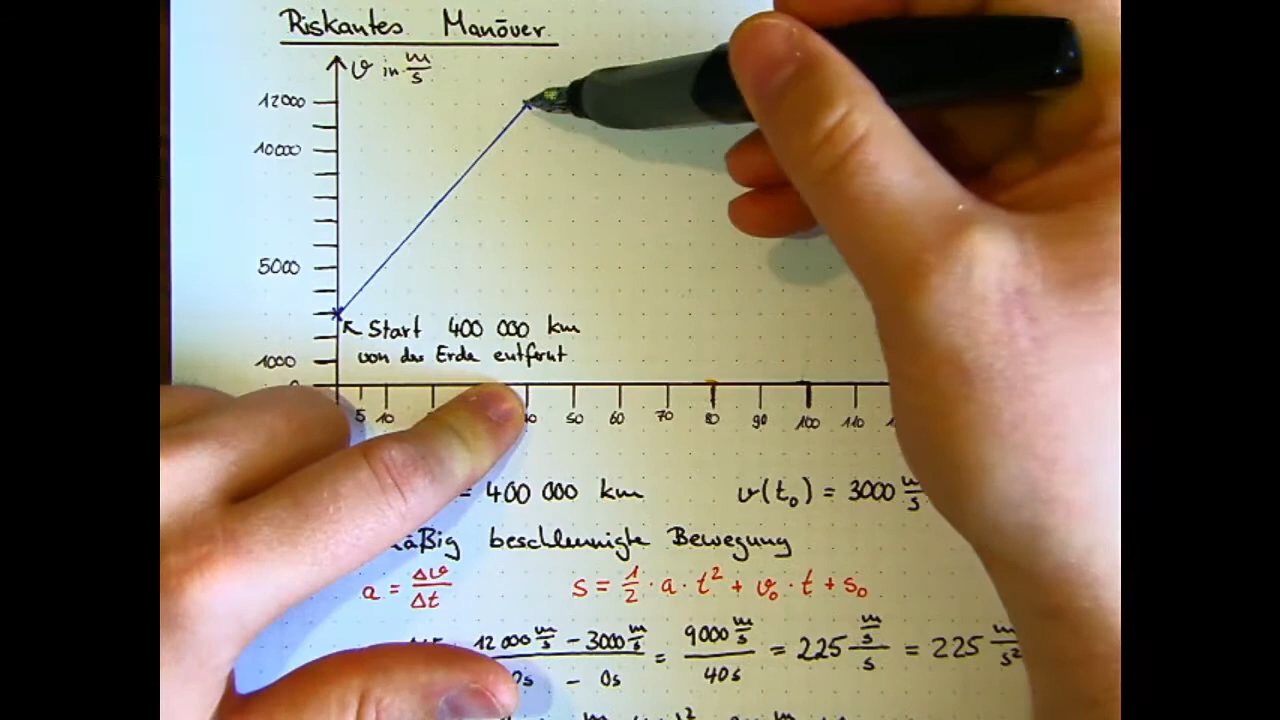 Riskantes Manöver
v in m/s
12000
10000
5000
Start 400 000 km
von der Erde entfernt
1000
0
5 10 50 60 70 80 90 100 110
= 400 000 km v(t₀) = 3000 m/s
beschleunigte Bewegung
a = Δv/Δt s = 1/2 · a · t² + v₀ · t + s₀
12 000 m/s − 3000 m/s / 0s − 0s = 9000 m/s / 40s = 225 m/s / s = 225 m/s²